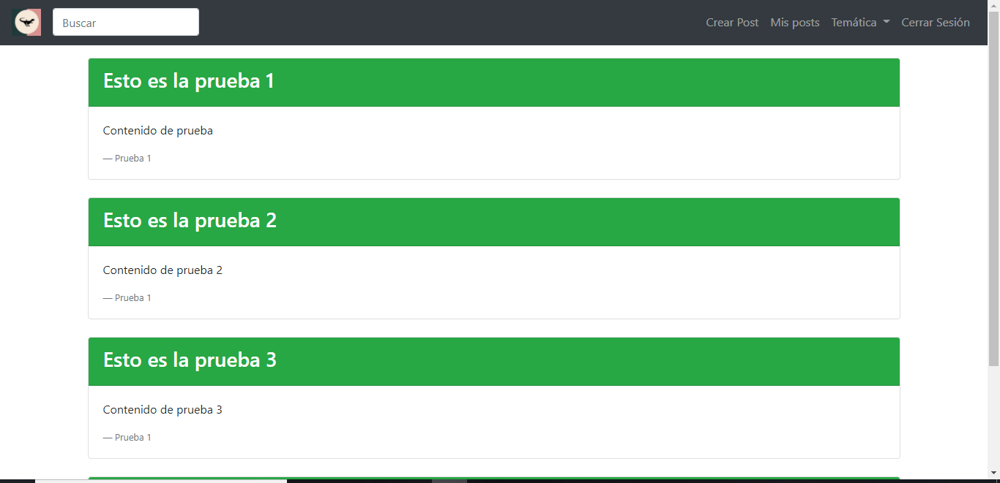 Buscar
Crear Post Mis posts Temática Cerrar Sesión
Esto es la prueba 1
Contenido de prueba
— Prueba 1
Esto es la prueba 2
Contenido de prueba 2
— Prueba 1
Esto es la prueba 3
Contenido de prueba 3
— Prueba 1